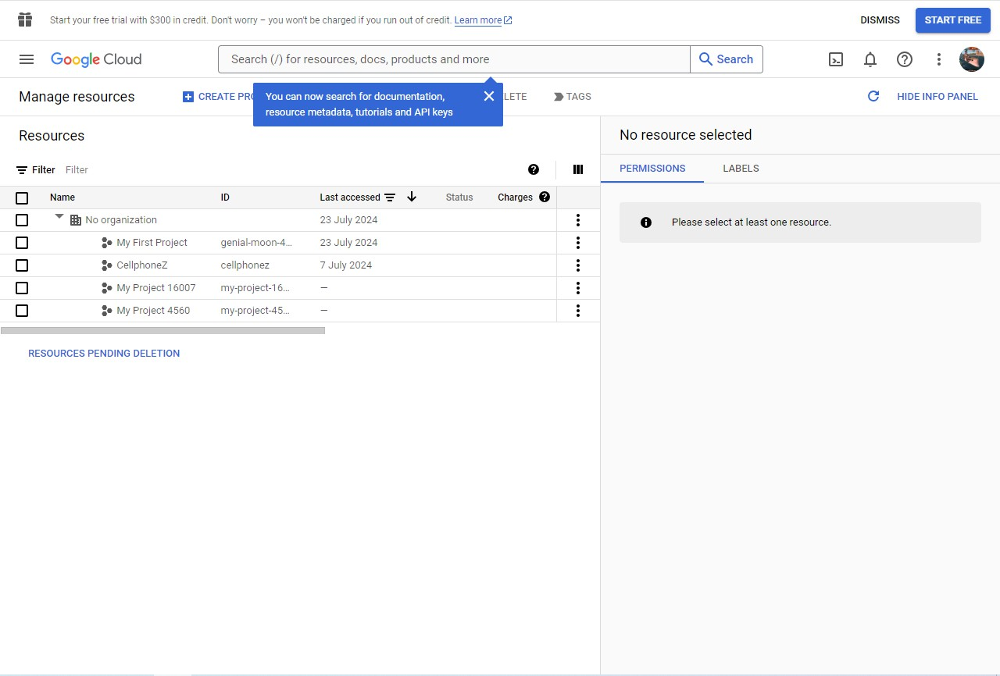 Start your free trial with $300 in credit. Don't worry – you won't be charged if you run out of credit. Learn more
DISMISS
START FREE
Google Cloud
Search (/) for resources, docs, products and more
Search
Manage resources
CREATE PRO
You can now search for documentation,
resource metadata, tutorials and API keys
LETE
TAGS
HIDE INFO PANEL
Resources
Filter Filter
Name ID Last accessed Status Charges
No organization 23 July 2024
My First Project genial-moon-4... 23 July 2024
CellphoneZ cellphonez 7 July 2024
My Project 16007 my-project-16... —
My Project 4560 my-project-45... —
RESOURCES PENDING DELETION
No resource selected
PERMISSIONS LABELS
Please select at least one resource.